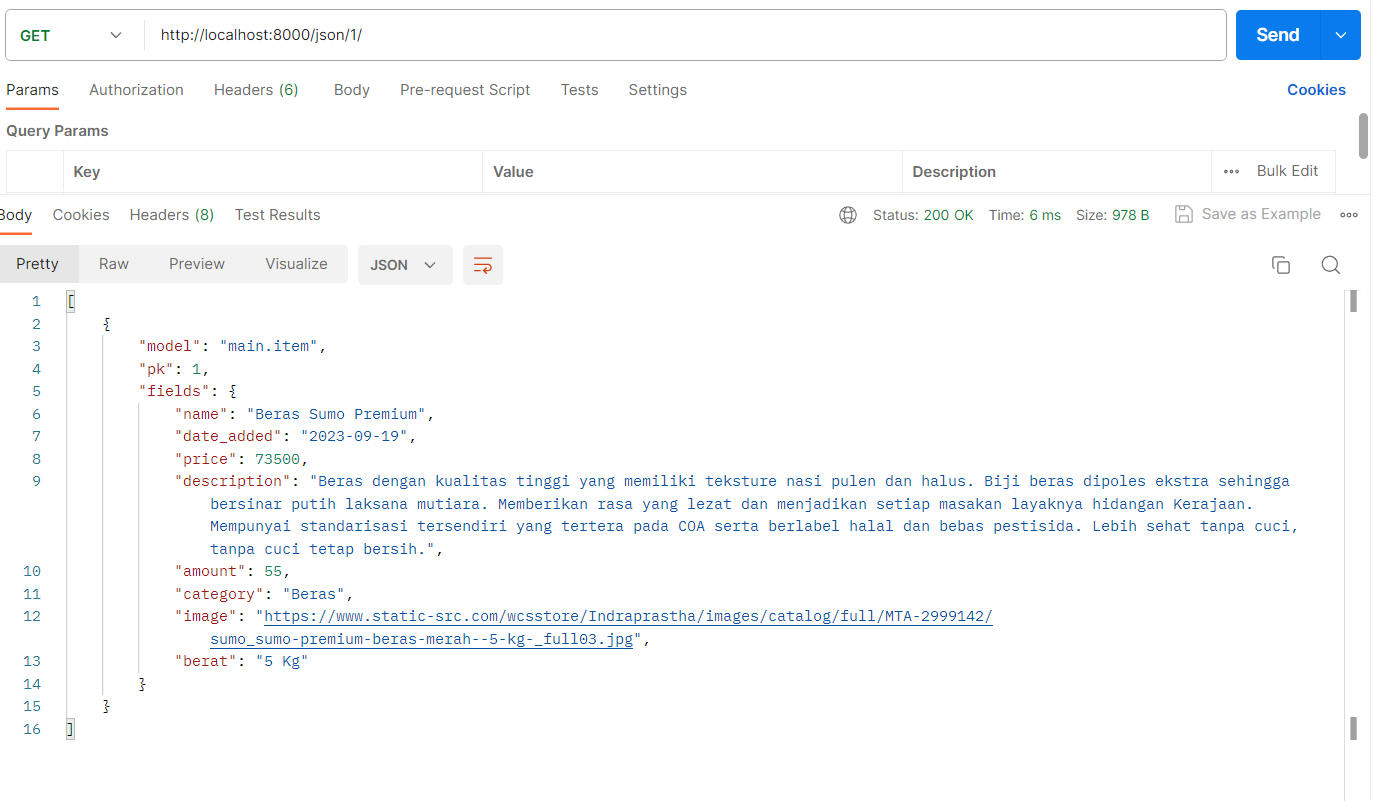 GET http://localhost:8000/json/1/ Send
Params Authorization Headers (6) Body Pre-request Script Tests Settings Cookies
Query Params
Key Value Description Bulk Edit
Body Cookies Headers (8) Test Results Status: 200 OK Time: 6 ms Size: 978 B Save as Example
Pretty Raw Preview Visualize JSON
1 [
2 {
3 "model": "main.item",
4 "pk": 1,
5 "fields": {
6 "name": "Beras Sumo Premium",
7 "date_added": "2023-09-19",
8 "price": 73500,
9 "description": "Beras dengan kualitas tinggi yang memiliki teksture nasi pulen dan halus. Biji beras dipoles ekstra sehingga
bersinar putih laksana mutiara. Memberikan rasa yang lezat dan menjadikan setiap masakan layaknya hidangan Kerajaan.
Mempunyai standarisasi tersendiri yang tertera pada COA serta berlabel halal dan bebas pestisida. Lebih sehat tanpa cuci,
tanpa cuci tetap bersih.",
10 "amount": 55,
11 "category": "Beras",
12 "image": "https://www.static-src.com/wcsstore/Indraprastha/images/catalog/full/MTA-2999142/
sumo_sumo-premium-beras-merah--5-kg-_full03.jpg",
13 "berat": "5 Kg"
14 }
15 }
16 ]